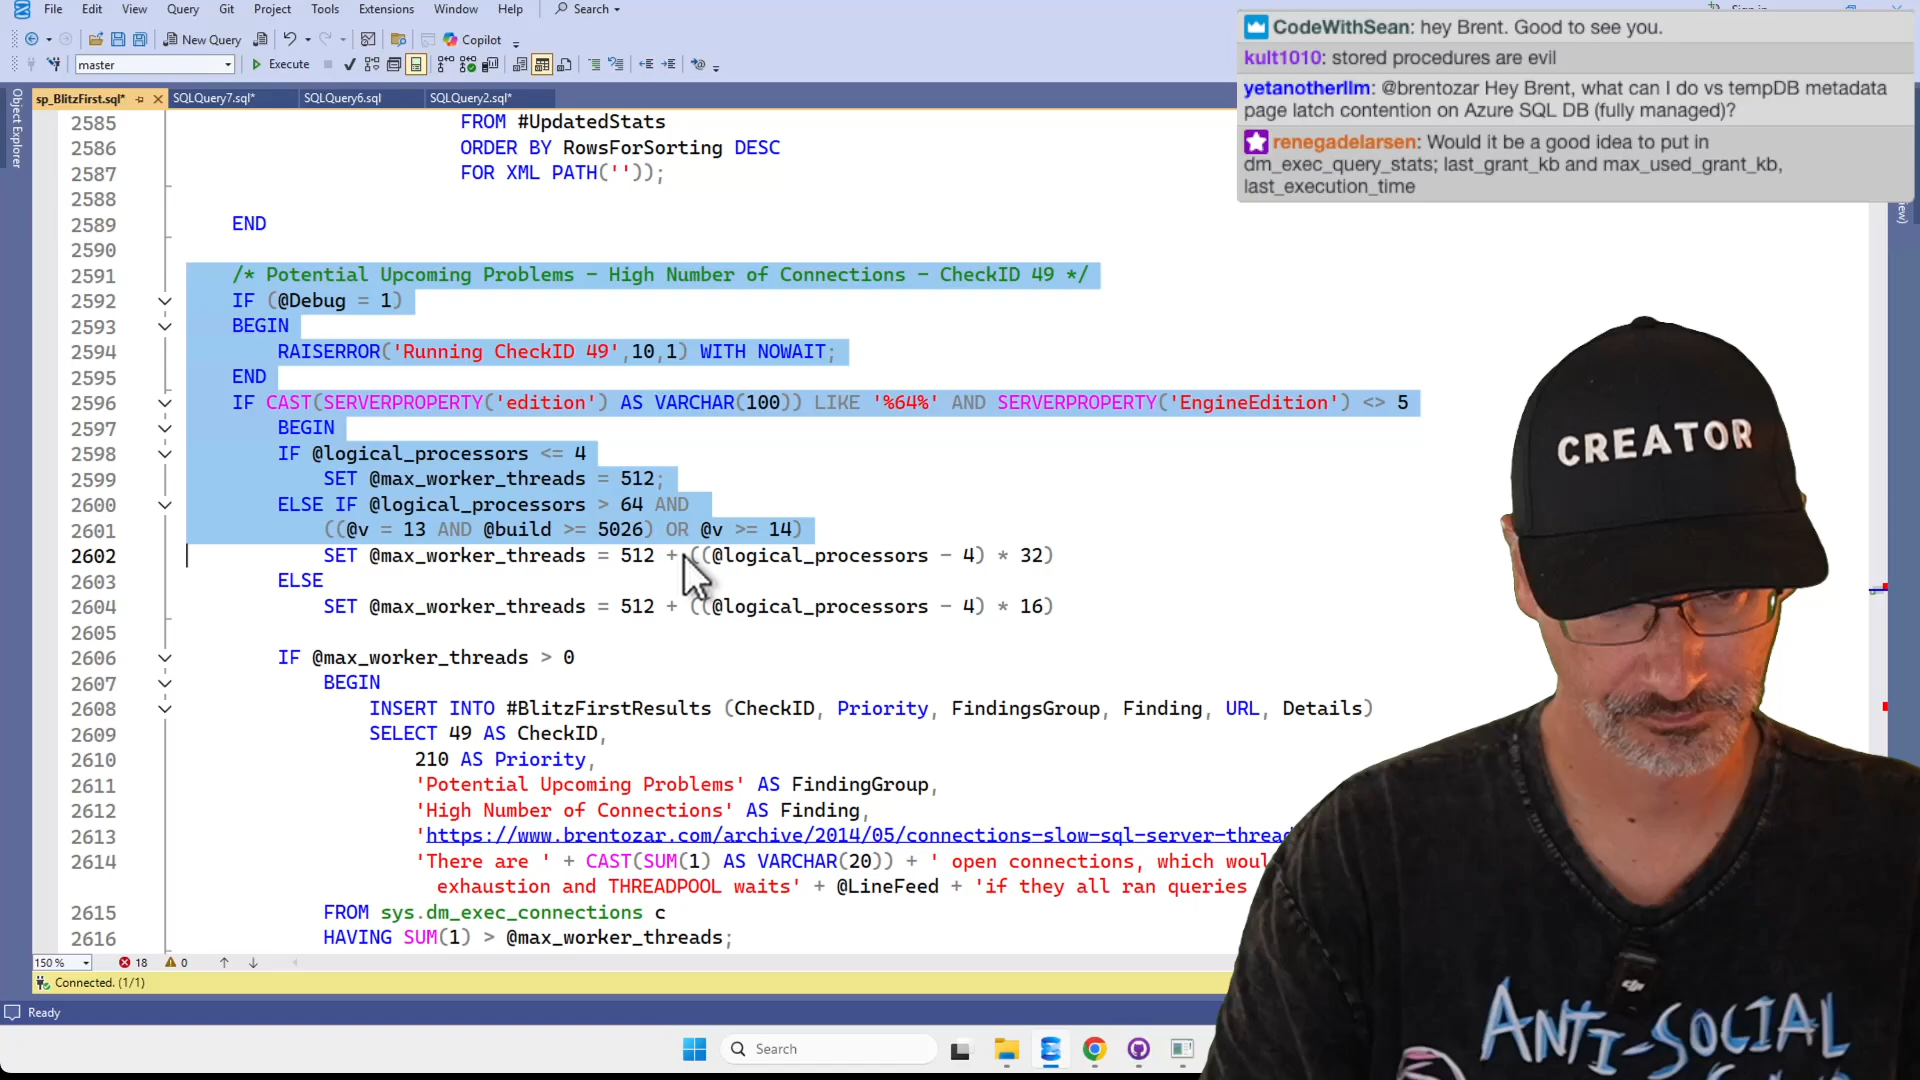 File Edit View Query Git Project Tools Extensions Window Help Search
New Query Copilot
master Execute
sp_BlitzFirst.sql* SQLQuery7.sql* SQLQuery6.sql SQLQuery2.sql*
Object Explorer
CodeWithSean: hey Brent. Good to see you.
kult1010: stored procedures are evil
yetanotherllm: @brentozar Hey Brent, what can I do vs tempDB metadata
page latch contention on Azure SQL DB (fully managed)?
renegadelarsen: Would it be a good idea to put in
dm_exec_query_stats; last_grant_kb and max_used_grant_kb,
last_execution_time
2585 FROM #UpdatedStats
2586 ORDER BY RowsForSorting DESC
2587 FOR XML PATH(''));
2588
2589 END
2590
2591 /* Potential Upcoming Problems - High Number of Connections - CheckID 49 */
2592 IF (@Debug = 1)
2593 BEGIN
2594 RAISERROR('Running CheckID 49',10,1) WITH NOWAIT;
2595 END
2596 IF CAST(SERVERPROPERTY('edition') AS VARCHAR(100)) LIKE '%64%' AND SERVERPROPERTY('EngineEdition') <> 5
2597 BEGIN
2598 IF @logical_processors <= 4
2599 SET @max_worker_threads = 512;
2600 ELSE IF @logical_processors > 64 AND
2601 ((@v = 13 AND @build >= 5026) OR @v >= 14)
2602 SET @max_worker_threads = 512 + ((@logical_processors - 4) * 32)
2603 ELSE
2604 SET @max_worker_threads = 512 + ((@logical_processors - 4) * 16)
2605
2606 IF @max_worker_threads > 0
2607 BEGIN
2608 INSERT INTO #BlitzFirstResults (CheckID, Priority, FindingsGroup, Finding, URL, Details)
2609 SELECT 49 AS CheckID,
2610 210 AS Priority,
2611 'Potential Upcoming Problems' AS FindingGroup,
2612 'High Number of Connections' AS Finding,
2613 'https://www.brentozar.com/archive/2014/05/connections-slow-sql-server-thread
2614 'There are ' + CAST(SUM(1) AS VARCHAR(20)) + ' open connections, which woul
exhaustion and THREADPOOL waits' + @LineFeed + 'if they all ran queries
2615 FROM sys.dm_exec_connections c
2616 HAVING SUM(1) > @max_worker_threads;
150 % 18 0
Connected. (1/1)
Ready
Search
CREATOR
ANTI-SOCIAL